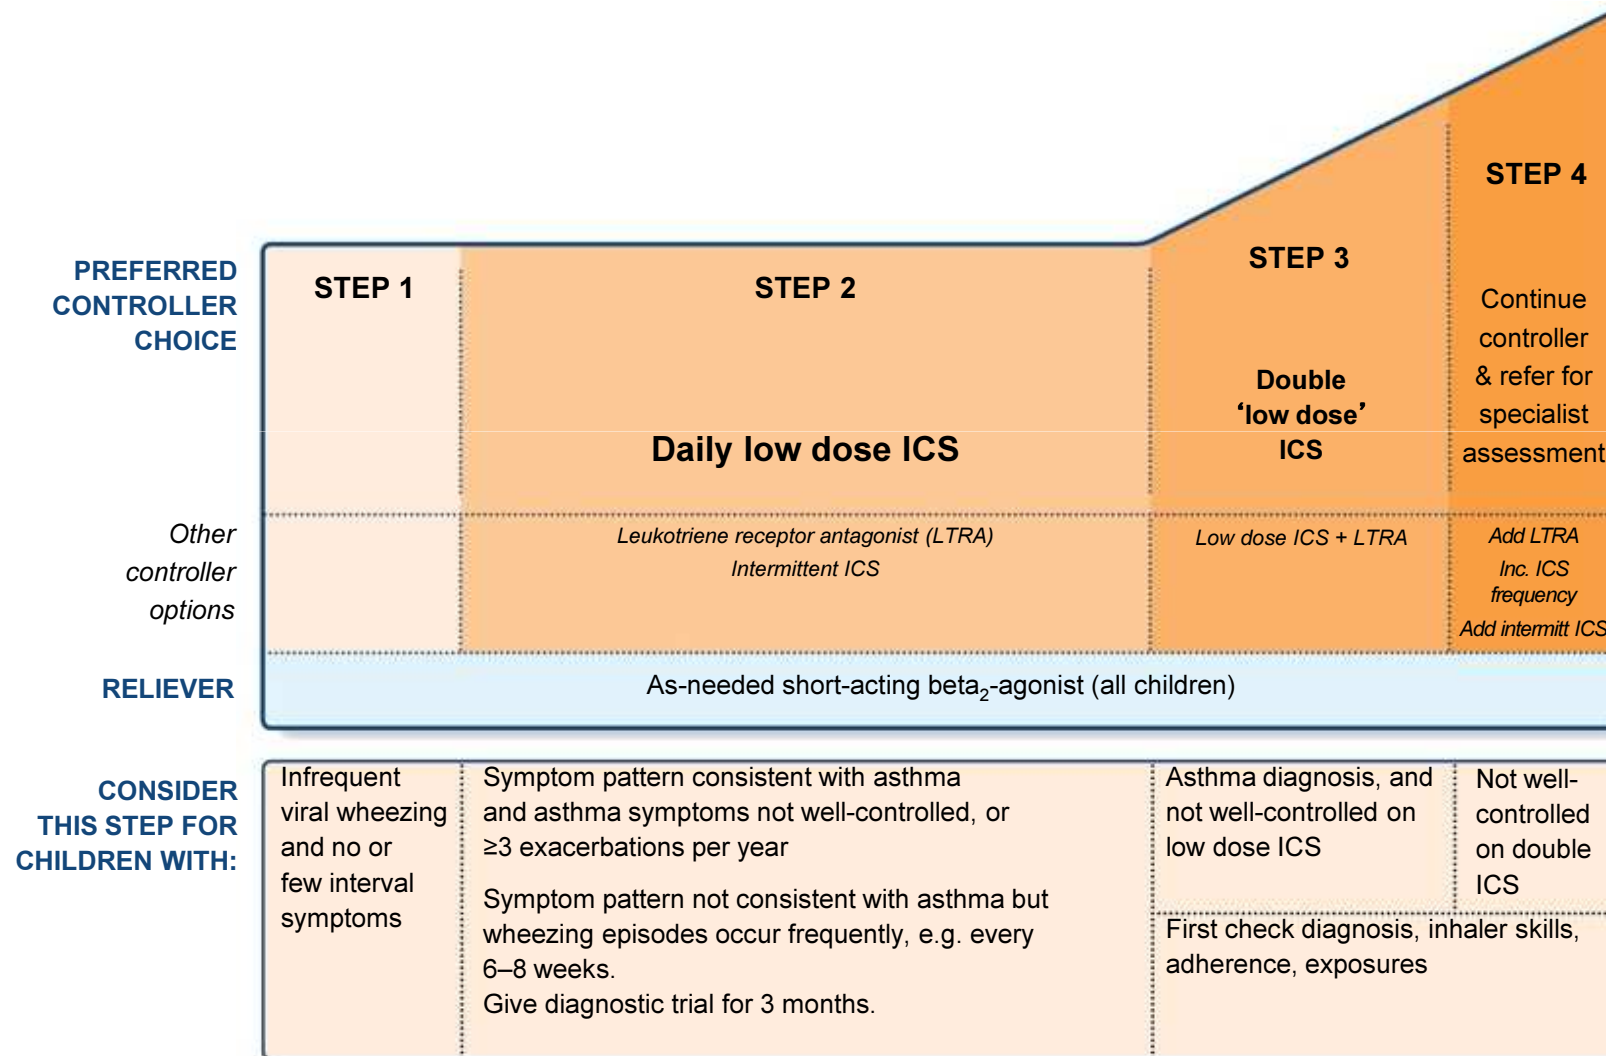 PREFERRED
CONTROLLER
CHOICE
STEP 1
STEP 2
Daily low dose ICS
STEP 3
Double
‘low dose’
ICS
STEP 4
Continue
controller
& refer for
specialist
assessment
Other
controller
options
Leukotriene receptor antagonist (LTRA)
Intermittent ICS
Low dose ICS + LTRA
Add LTRA
Inc. ICS
frequency
Add intermitt ICS
RELIEVER
As-needed short-acting beta₂-agonist (all children)
CONSIDER
THIS STEP FOR
CHILDREN WITH:
Infrequent
viral wheezing
and no or
few interval
symptoms
Symptom pattern consistent with asthma
and asthma symptoms not well-controlled, or
≥3 exacerbations per year
Symptom pattern not consistent with asthma but
wheezing episodes occur frequently, e.g. every
6–8 weeks.
Give diagnostic trial for 3 months.
Asthma diagnosis, and
not well-controlled on
low dose ICS
Not well-
controlled
on double
ICS
First check diagnosis, inhaler skills,
adherence, exposures